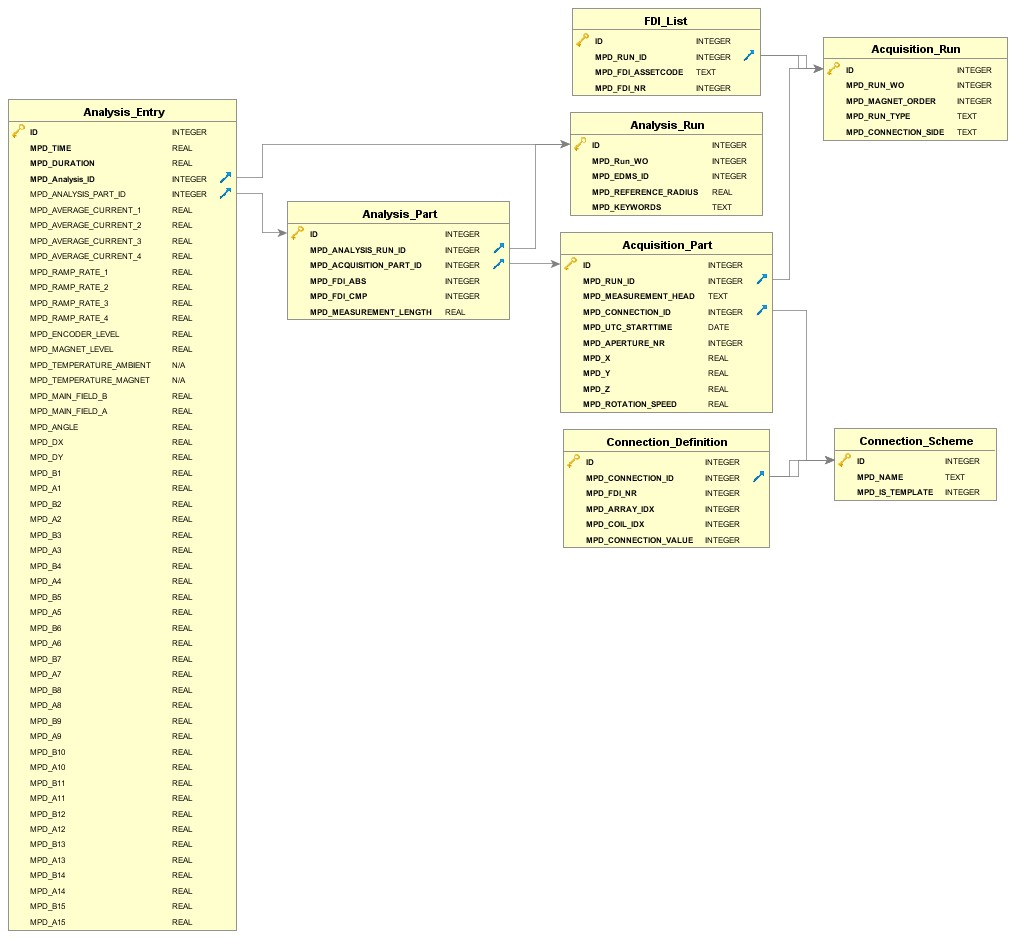 FDI_List
ID INTEGER
MPD_RUN_ID INTEGER
MPD_FDI_ASSETCODE TEXT
MPD_FDI_NR INTEGER
Acquisition_Run
ID INTEGER
MPD_RUN_WO INTEGER
MPD_MAGNET_ORDER INTEGER
MPD_RUN_TYPE TEXT
MPD_CONNECTION_SIDE TEXT
Analysis_Entry
ID INTEGER
MPD_TIME REAL
MPD_DURATION REAL
MPD_Analysis_ID INTEGER
MPD_ANALYSIS_PART_ID INTEGER
MPD_AVERAGE_CURRENT_1 REAL
MPD_AVERAGE_CURRENT_2 REAL
MPD_AVERAGE_CURRENT_3 REAL
MPD_AVERAGE_CURRENT_4 REAL
MPD_RAMP_RATE_1 REAL
MPD_RAMP_RATE_2 REAL
MPD_RAMP_RATE_3 REAL
MPD_RAMP_RATE_4 REAL
MPD_ENCODER_LEVEL REAL
MPD_MAGNET_LEVEL REAL
MPD_TEMPERATURE_AMBIENT N/A
MPD_TEMPERATURE_MAGNET N/A
MPD_MAIN_FIELD_B REAL
MPD_MAIN_FIELD_A REAL
MPD_ANGLE REAL
MPD_DX REAL
MPD_DY REAL
MPD_B1 REAL
MPD_A1 REAL
MPD_B2 REAL
MPD_A2 REAL
MPD_B3 REAL
MPD_A3 REAL
MPD_B4 REAL
MPD_A4 REAL
MPD_B5 REAL
MPD_A5 REAL
MPD_B6 REAL
MPD_A6 REAL
MPD_B7 REAL
MPD_A7 REAL
MPD_B8 REAL
MPD_A8 REAL
MPD_B9 REAL
MPD_A9 REAL
MPD_B10 REAL
MPD_A10 REAL
MPD_B11 REAL
MPD_A11 REAL
MPD_B12 REAL
MPD_A12 REAL
MPD_B13 REAL
MPD_A13 REAL
MPD_B14 REAL
MPD_A14 REAL
MPD_B15 REAL
MPD_A15 REAL
Analysis_Run
ID INTEGER
MPD_Run_WO INTEGER
MPD_EDMS_ID INTEGER
MPD_REFERENCE_RADIUS REAL
MPD_KEYWORDS TEXT
Analysis_Part
ID INTEGER
MPD_ANALYSIS_RUN_ID INTEGER
MPD_ACQUISITION_PART_ID INTEGER
MPD_FDI_ABS INTEGER
MPD_FDI_CMP INTEGER
MPD_MEASUREMENT_LENGTH REAL
Acquisition_Part
ID INTEGER
MPD_RUN_ID INTEGER
MPD_MEASUREMENT_HEAD TEXT
MPD_CONNECTION_ID INTEGER
MPD_UTC_STARTTIME DATE
MPD_APERTURE_NR INTEGER
MPD_X REAL
MPD_Y REAL
MPD_Z REAL
MPD_ROTATION_SPEED REAL
Connection_Definition
ID INTEGER
MPD_CONNECTION_ID INTEGER
MPD_FDI_NR INTEGER
MPD_ARRAY_IDX INTEGER
MPD_COIL_IDX INTEGER
MPD_CONNECTION_VALUE INTEGER
Connection_Scheme
ID INTEGER
MPD_NAME TEXT
MPD_IS_TEMPLATE INTEGER